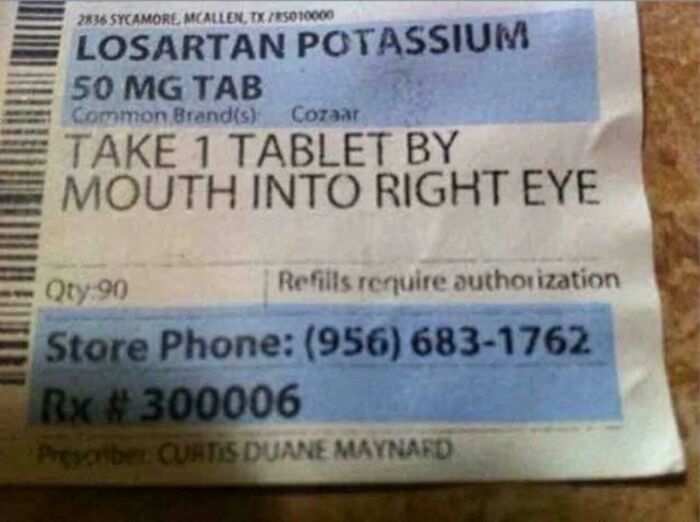 2836 SYCAMORE, MCALLEN, TX 785010000
LOSARTAN POTASSIUM
50 MG TAB
Common Brand(s): Cozaar
TAKE 1 TABLET BY
MOUTH INTO RIGHT EYE
Qty:90 Refills require authorization
Store Phone: (956) 683-1762
Rx # 300006
Prescriber: CURTIS DUANE MAYNARD